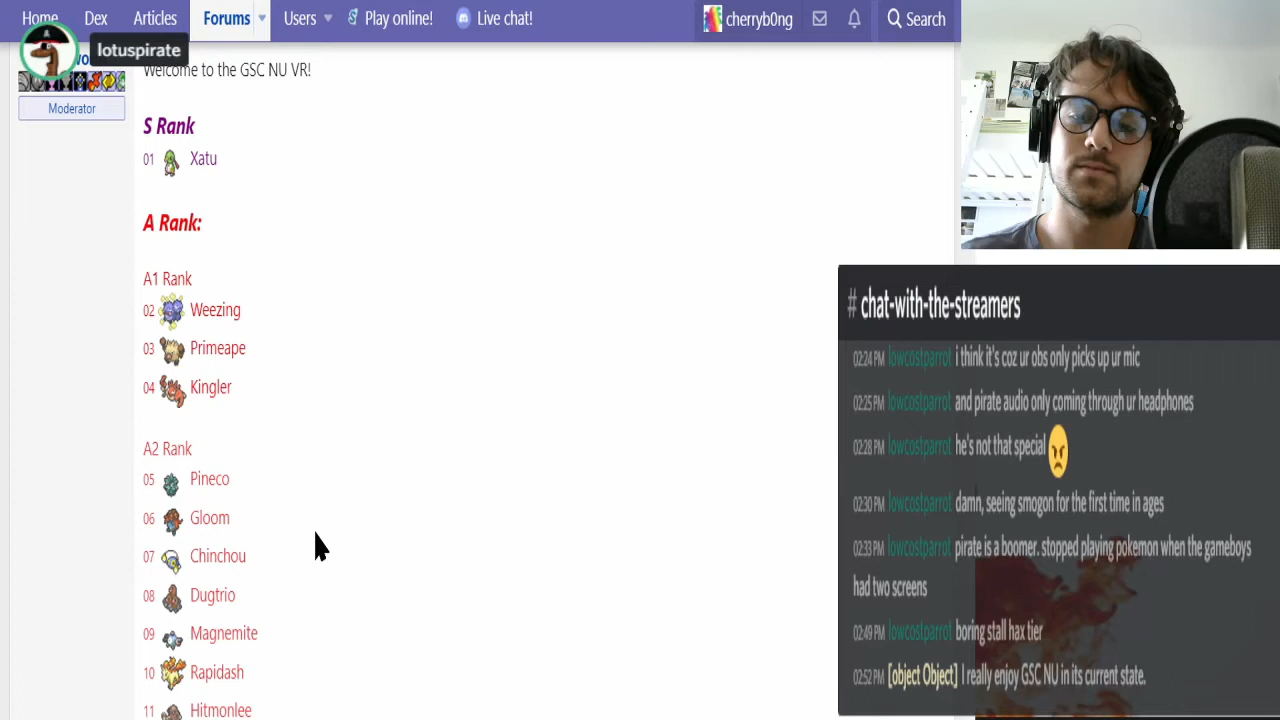 Home Dex Articles Forums Users Play online! Live chat! cherryb0ng Search
lotuspirate
Moderator
Welcome to the GSC NU VR!
S Rank
01 Xatu
A Rank:
A1 Rank
02 Weezing
03 Primeape
04 Kingler
A2 Rank
05 Pineco
06 Gloom
07 Chinchou
08 Dugtrio
09 Magnemite
10 Rapidash
11 Hitmonlee
# chat-with-the-streamers
02:24 PM lowcostparrot i think it's coz ur obs only picks up ur mic
02:25 PM lowcostparrot and pirate audio only coming through ur headphones
02:28 PM lowcostparrot he's not that special 😠
02:30 PM lowcostparrot damn, seeing smogon for the first time in ages
02:33 PM lowcostparrot pirate is a boomer. stopped playing pokemon when the gameboys
had two screens
02:49 PM lowcostparrot boring stall hax tier
02:52 PM [object Object] I really enjoy GSC NU in its current state.